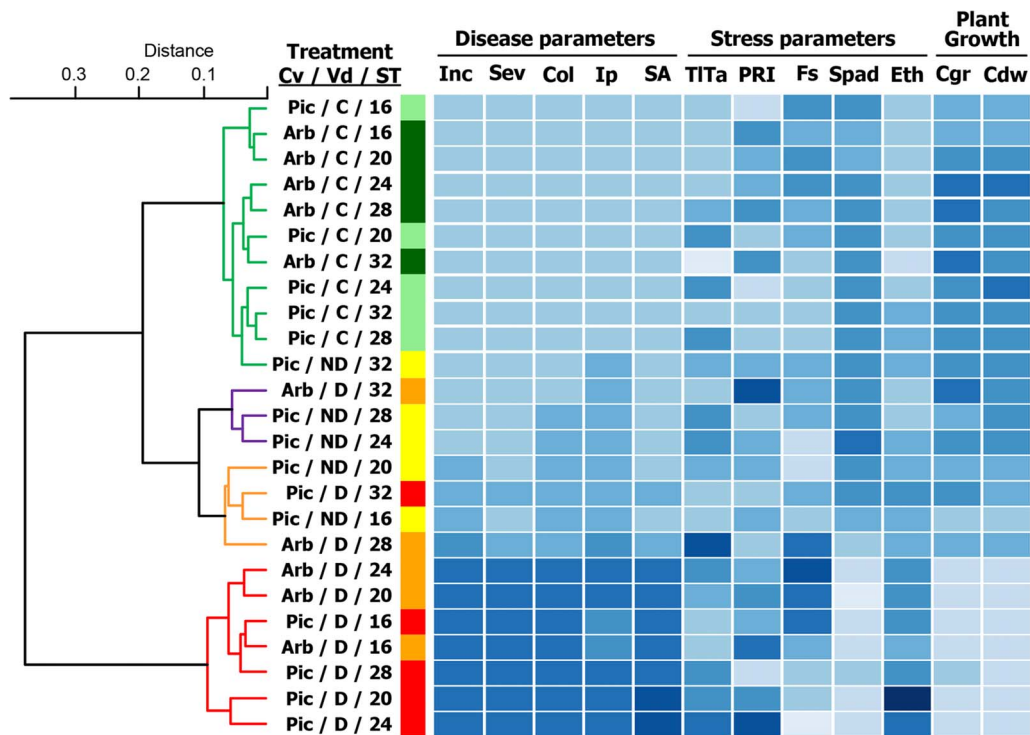 Distance
0.3 0.2 0.1
Treatment
Cv / Vd / ST
Disease parameters
Stress parameters
Plant
Growth
Inc Sev Col Ip SA TlTa PRI Fs Spad Eth Cgr Cdw
Pic / C / 16
Arb / C / 16
Arb / C / 20
Arb / C / 24
Arb / C / 28
Pic / C / 20
Arb / C / 32
Pic / C / 24
Pic / C / 32
Pic / C / 28
Pic / ND / 32
Arb / D / 32
Pic / ND / 28
Pic / ND / 24
Pic / ND / 20
Pic / D / 32
Pic / ND / 16
Arb / D / 28
Arb / D / 24
Arb / D / 20
Pic / D / 16
Arb / D / 16
Pic / D / 28
Pic / D / 20
Pic / D / 24